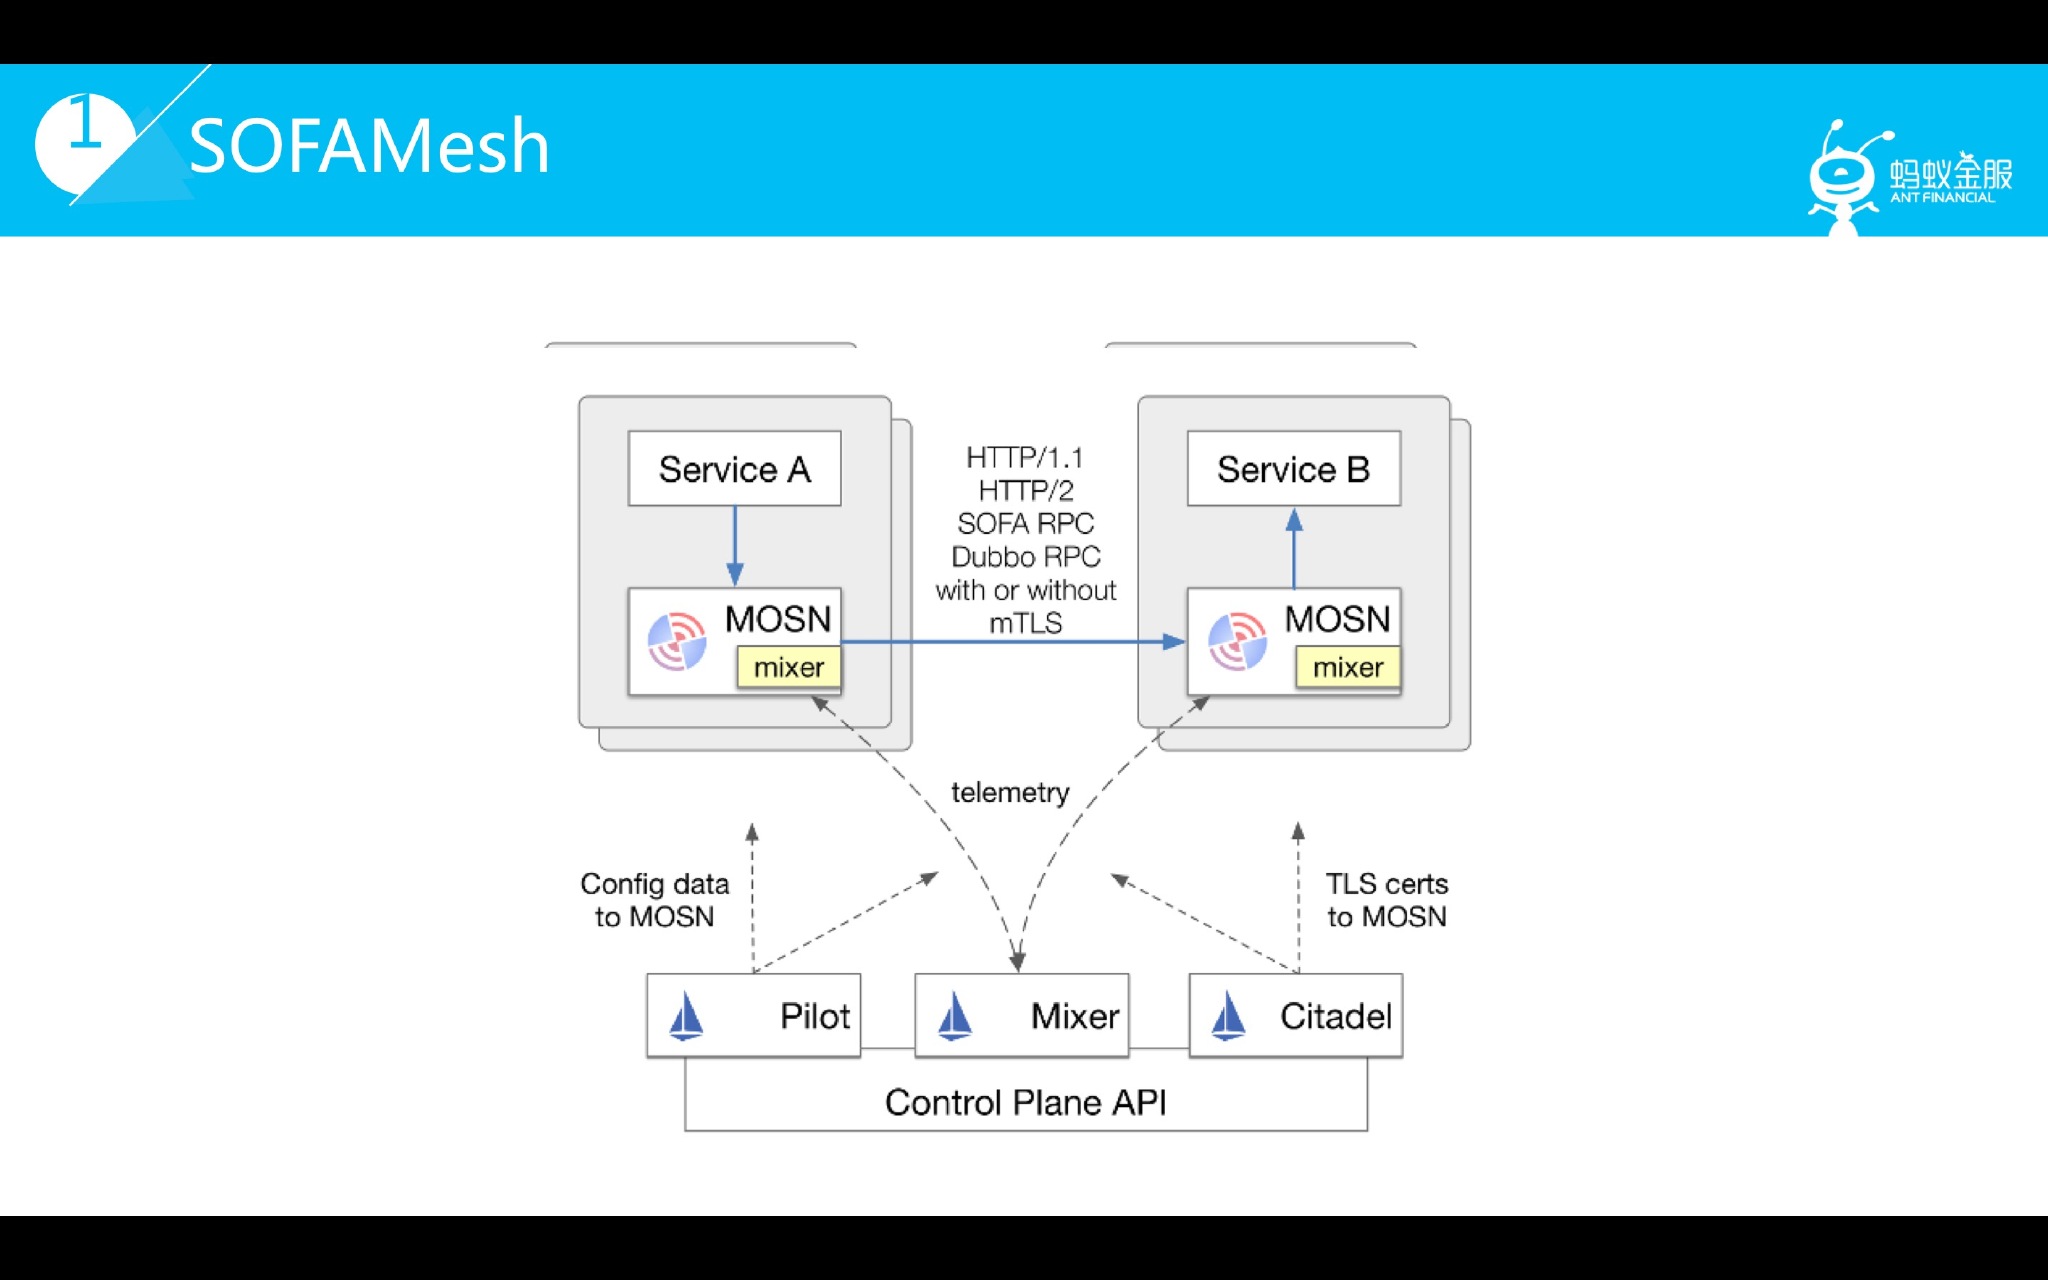 1
SOFAMesh
蚂蚁金服
ANT FINANCIAL
Service A
HTTP/1.1
HTTP/2
SOFA RPC
Dubbo RPC
with or without
mTLS
Service B
MOSN
mixer
MOSN
mixer
telemetry
Config data
to MOSN
TLS certs
to MOSN
Pilot
Mixer
Citadel
Control Plane API